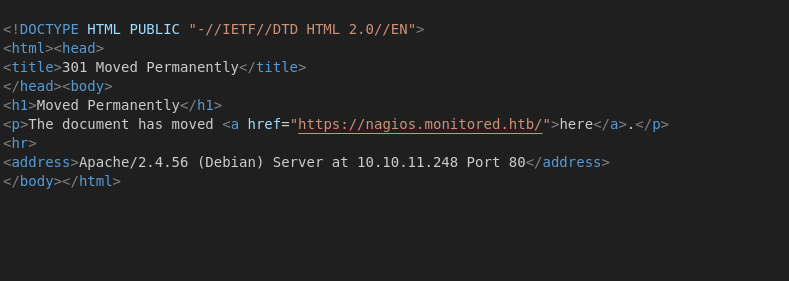 <!DOCTYPE HTML PUBLIC "-//IETF//DTD HTML 2.0//EN">
<html><head>
<title>301 Moved Permanently</title>
</head><body>
<h1>Moved Permanently</h1>
<p>The document has moved <a href="https://nagios.monitored.htb/">here</a>.</p>
<hr>
<address>Apache/2.4.56 (Debian) Server at 10.10.11.248 Port 80</address>
</body></html>